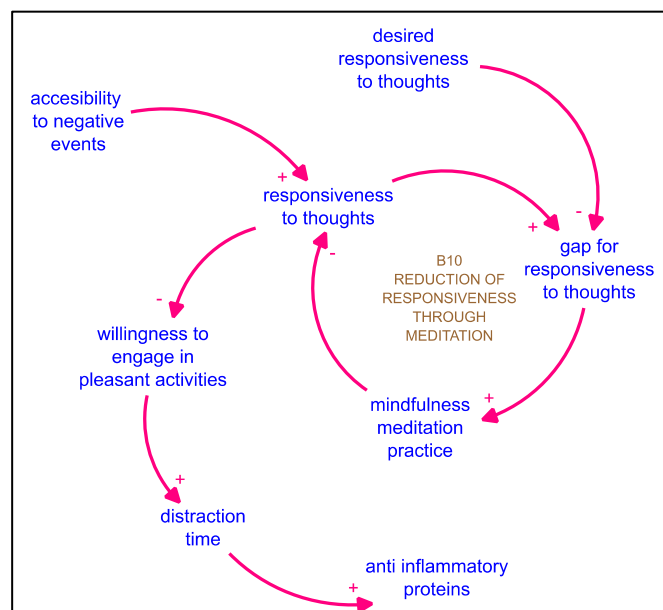 desired
responsiveness
to thoughts
accesibility
to negative
events
+
responsiveness
to thoughts
-
+
gap for
responsiveness
to thoughts
-
B10
REDUCTION OF
RESPONSIVENESS
THROUGH
MEDITATION
-
willingness to
engage in
pleasant activities
+
mindfulness
meditation
practice
+
distraction
time
+
anti inflammatory
proteins